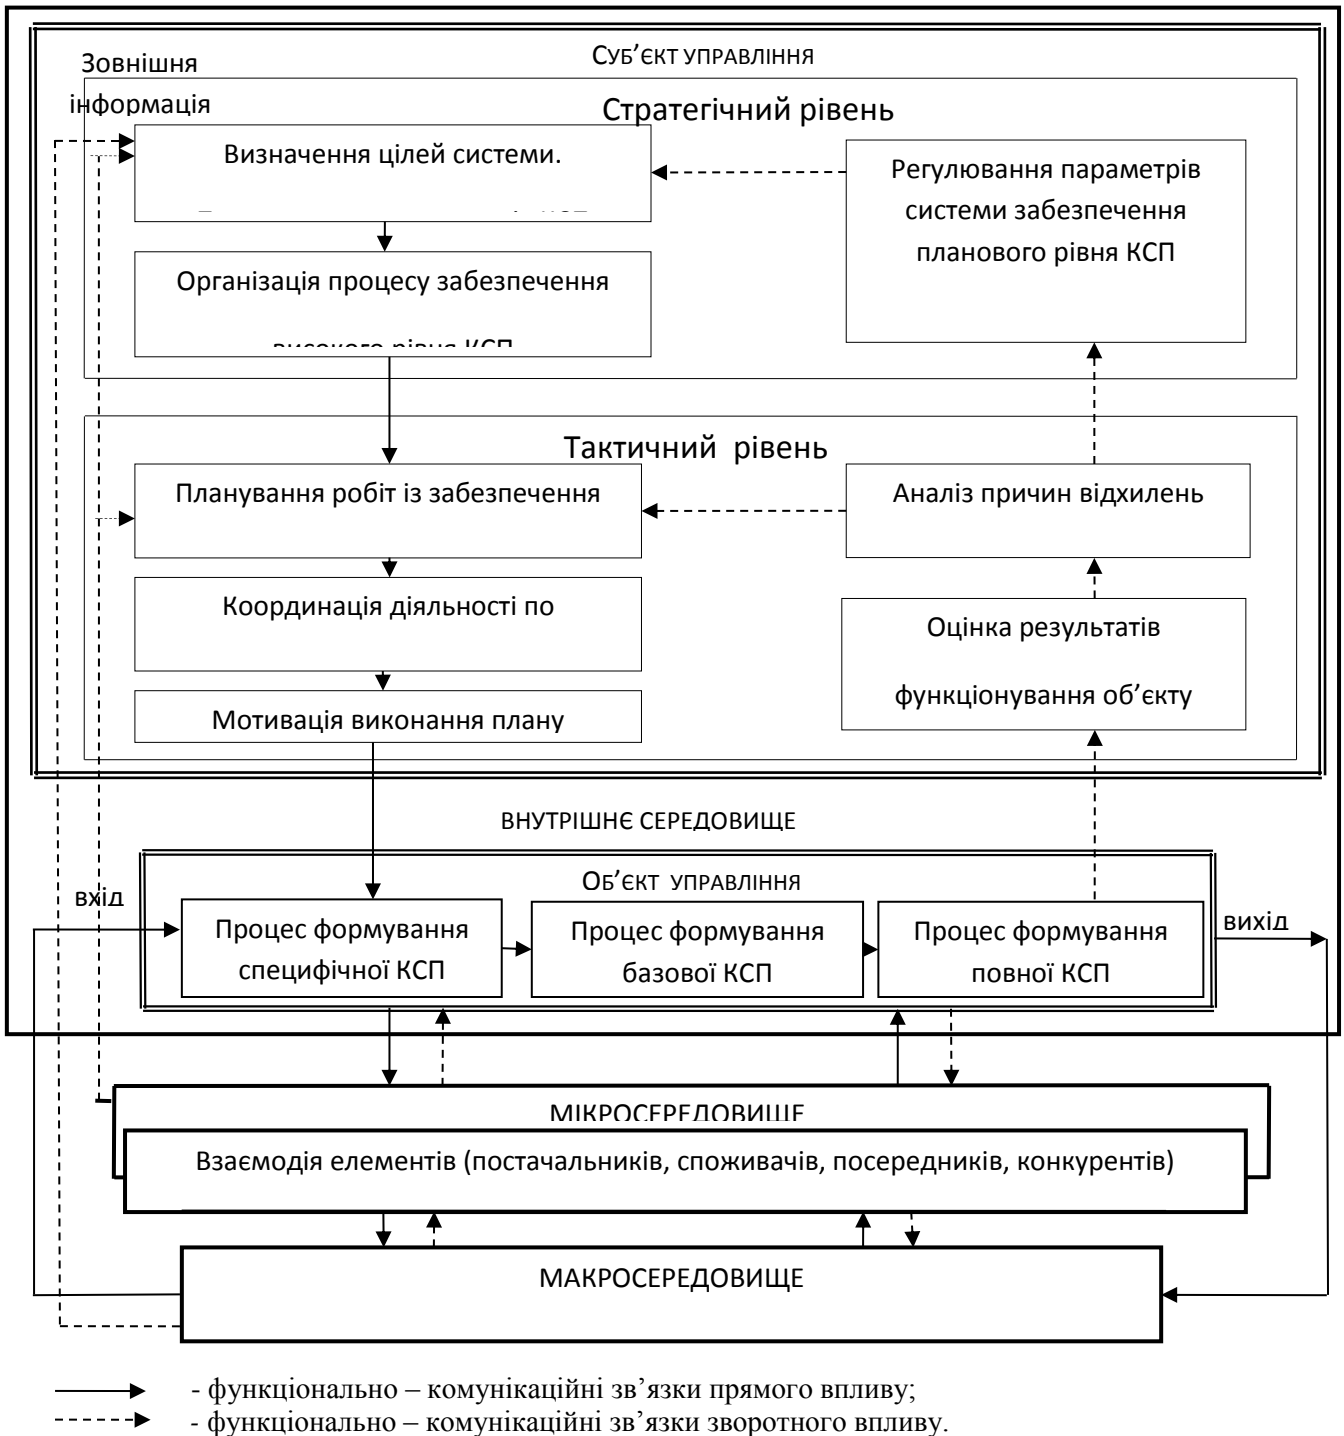 СУБ’ЄКТ УПРАВЛІННЯ
Зовнішня
інформація
Стратегічний рівень
Визначення цілей системи.
Регулювання параметрів
системи забезпечення
планового рівня КСП
Організація процесу забезпечення
високого рівня КСП
Тактичний рівень
Планування робіт із забезпечення
Аналіз причин відхилень
Координація діяльності по
Оцінка результатів
функціонування об’єкту
Мотивація виконання плану
ВНУТРІШНЄ СЕРЕДОВИЩЕ
ОБ’ЄКТ УПРАВЛІННЯ
вхід
Процес формування
специфічної КСП
Процес формування
базової КСП
Процес формування
повної КСП
вихід
МІКРОСЕРЕДОВИЩЕ
Взаємодія елементів (постачальників, споживачів, посередників, конкурентів)
МАКРОСЕРЕДОВИЩЕ
- функціонально – комунікаційні зв’язки прямого впливу;
- функціонально – комунікаційні зв’язки зворотного впливу.